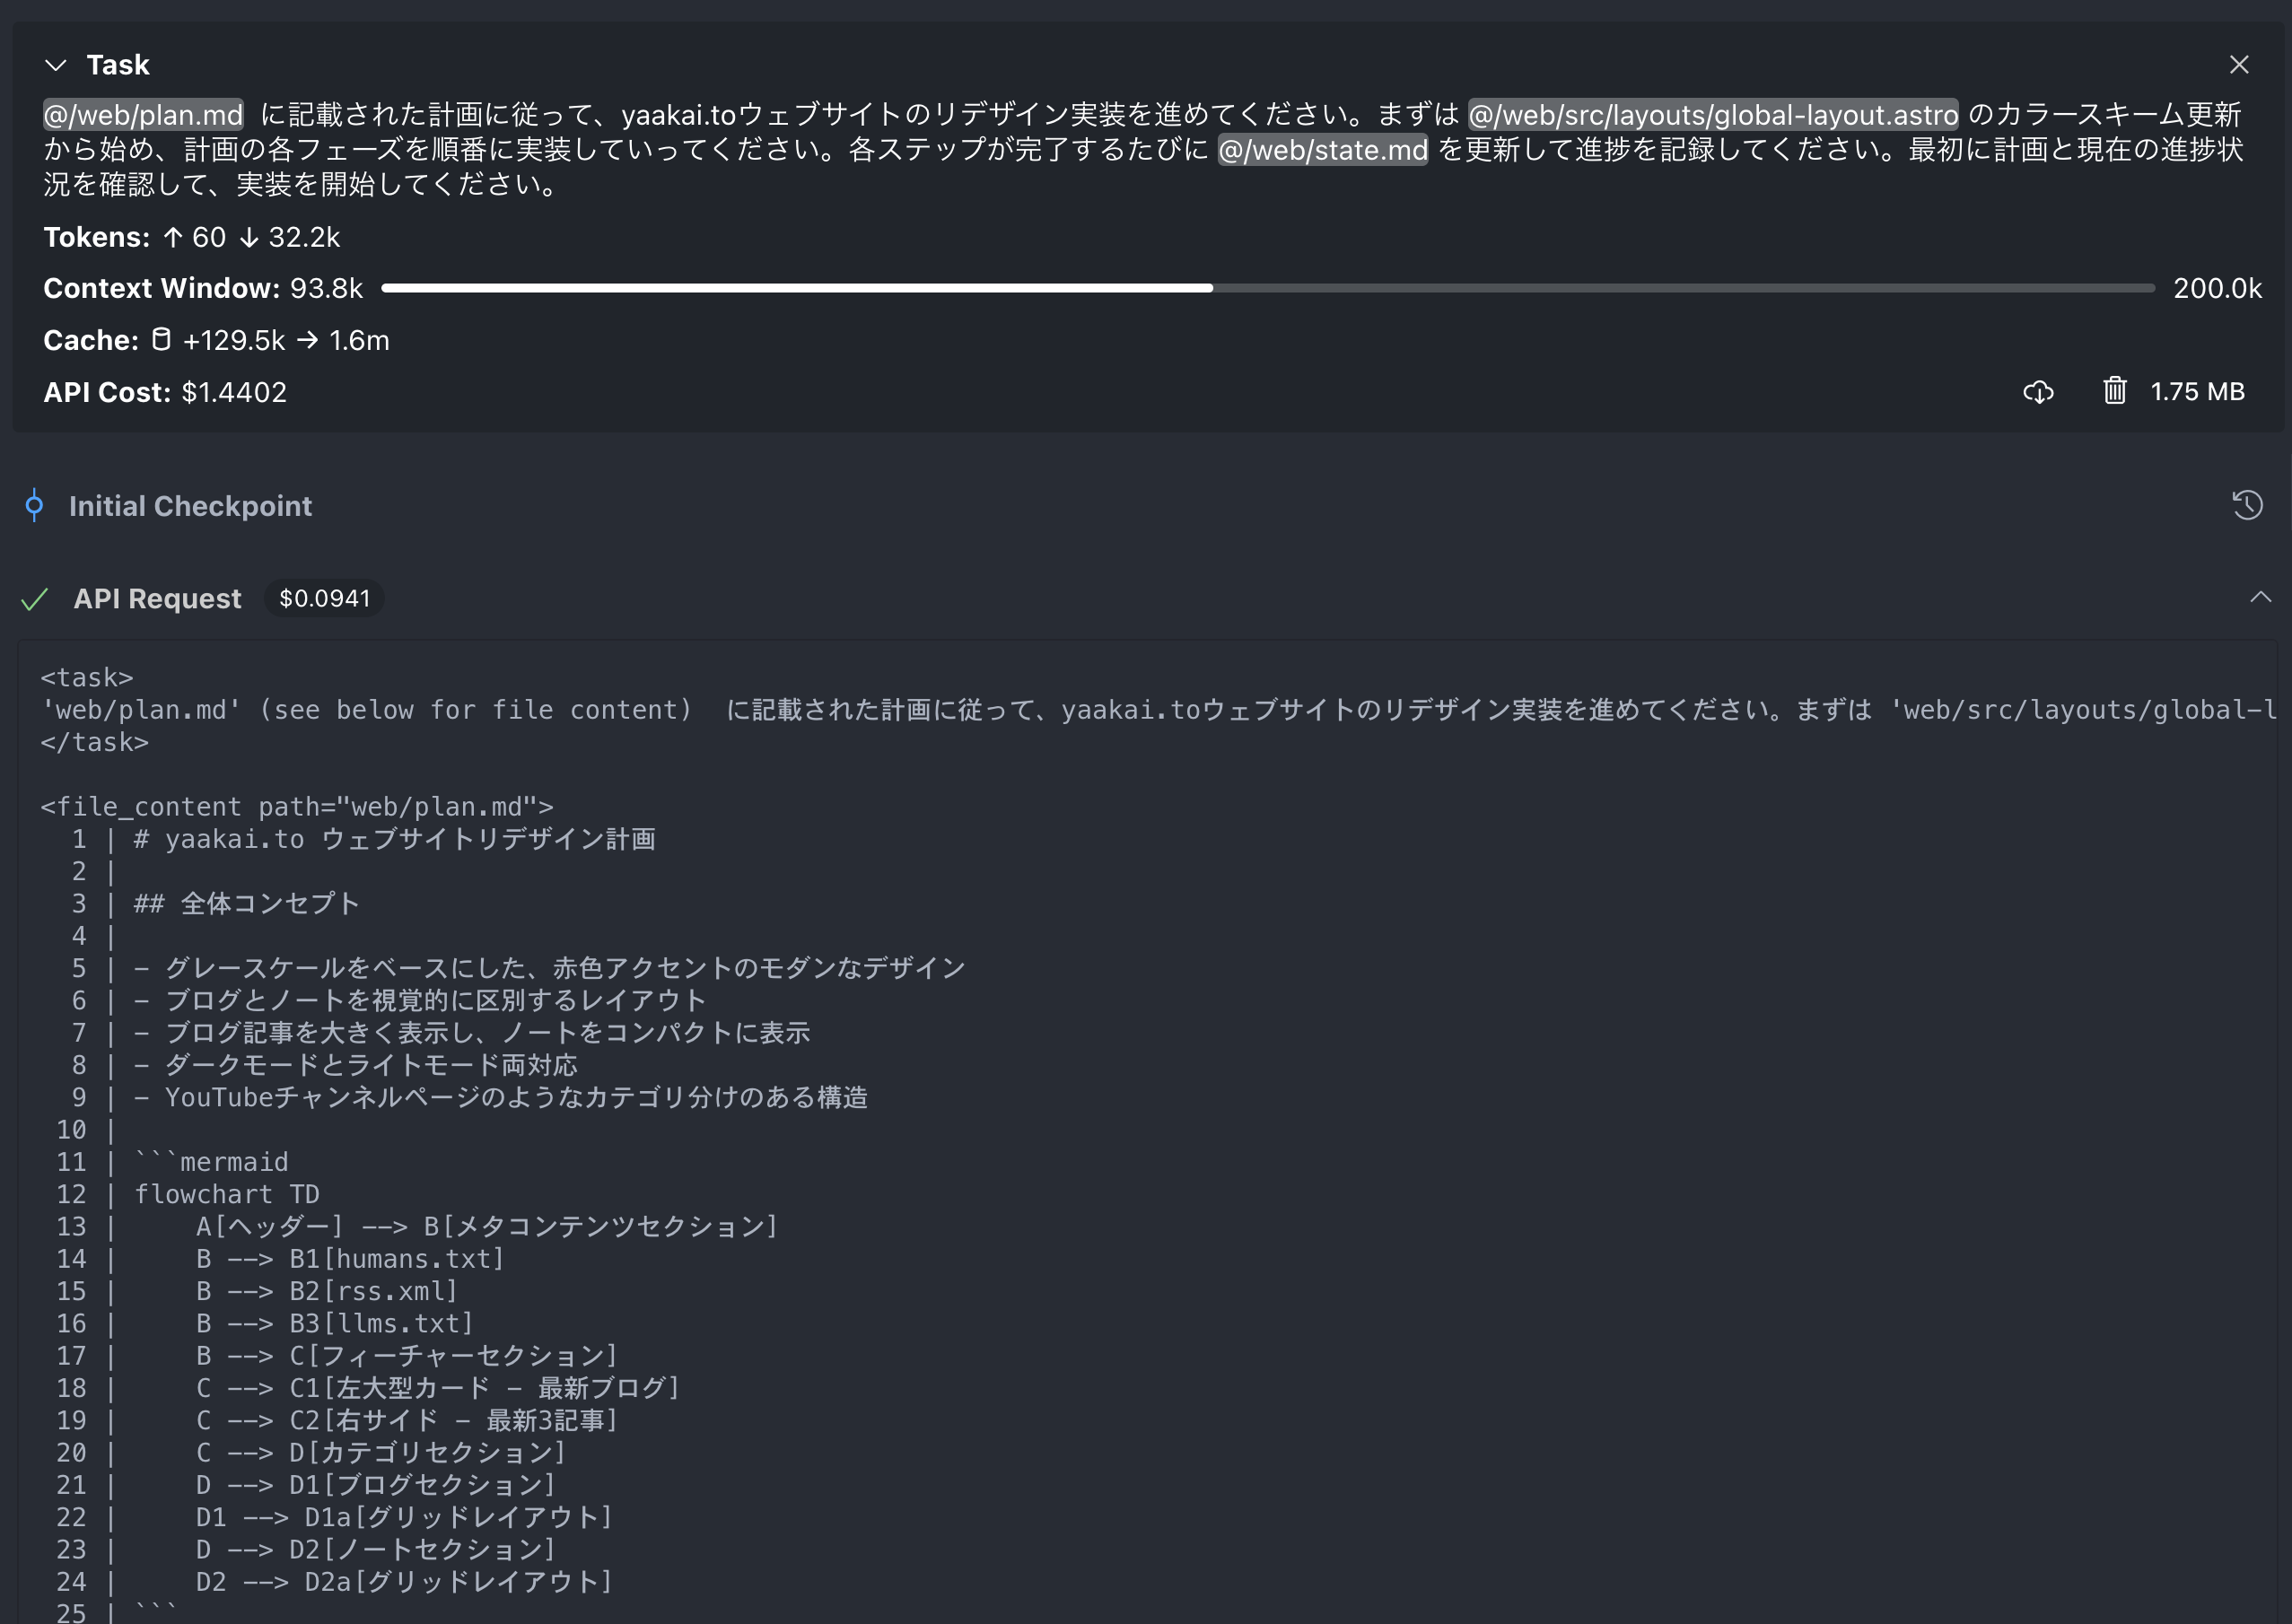 Task
@/web/plan.md に記載された計画に従って、yaakai.toウェブサイトのリデザイン実装を進めてください。まずは @/web/src/layouts/global-layout.astro のカラースキーム更新
から始め、計画の各フェーズを順番に実装していってください。各ステップが完了するたびに @/web/state.md を更新して進捗を記録してください。最初に計画と現在の進捗状
況を確認して、実装を開始してください。
Tokens: ↑ 60 ↓ 32.2k
Context Window: 93.8k 200.0k
Cache: +129.5k → 1.6m
API Cost: $1.4402 1.75 MB
Initial Checkpoint
API Request $0.0941
<task>
'web/plan.md' (see below for file content)  に記載された計画に従って、yaakai.toウェブサイトのリデザイン実装を進めてください。まずは 'web/src/layouts/global-l
</task>
<file_content path="web/plan.md">
1 | # yaakai.to ウェブサイトリデザイン計画
2 |
3 | ## 全体コンセプト
4 |
5 | - グレースケールをベースにした、赤色アクセントのモダンなデザイン
6 | - ブログとノートを視覚的に区別するレイアウト
7 | - ブログ記事を大きく表示し、ノートをコンパクトに表示
8 | - ダークモードとライトモード両対応
9 | - YouTubeチャンネルページのようなカテゴリ分けのある構造
10 |
11 | ```mermaid
12 | flowchart TD
13 |     A[ヘッダー] --> B[メタコンテンツセクション]
14 |     B --> B1[humans.txt]
15 |     B --> B2[rss.xml]
16 |     B --> B3[llms.txt]
17 |     B --> C[フィーチャーセクション]
18 |     C --> C1[左大型カード - 最新ブログ]
19 |     C --> C2[右サイド - 最新3記事]
20 |     C --> D[カテゴリセクション]
21 |     D --> D1[ブログセクション]
22 |     D1 --> D1a[グリッドレイアウト]
23 |     D --> D2[ノートセクション]
24 |     D2 --> D2a[グリッドレイアウト]
25 | ```